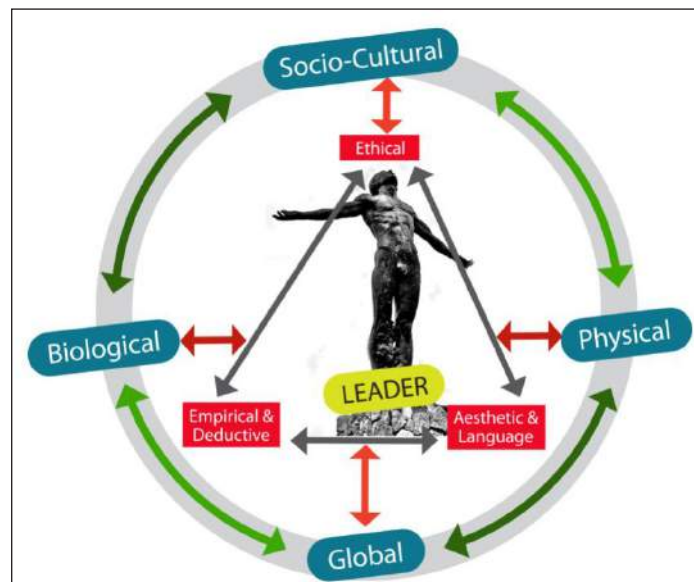 Socio-Cultural
Ethical
Biological
Physical
LEADER
Empirical &
Deductive
Aesthetic &
Language
Global